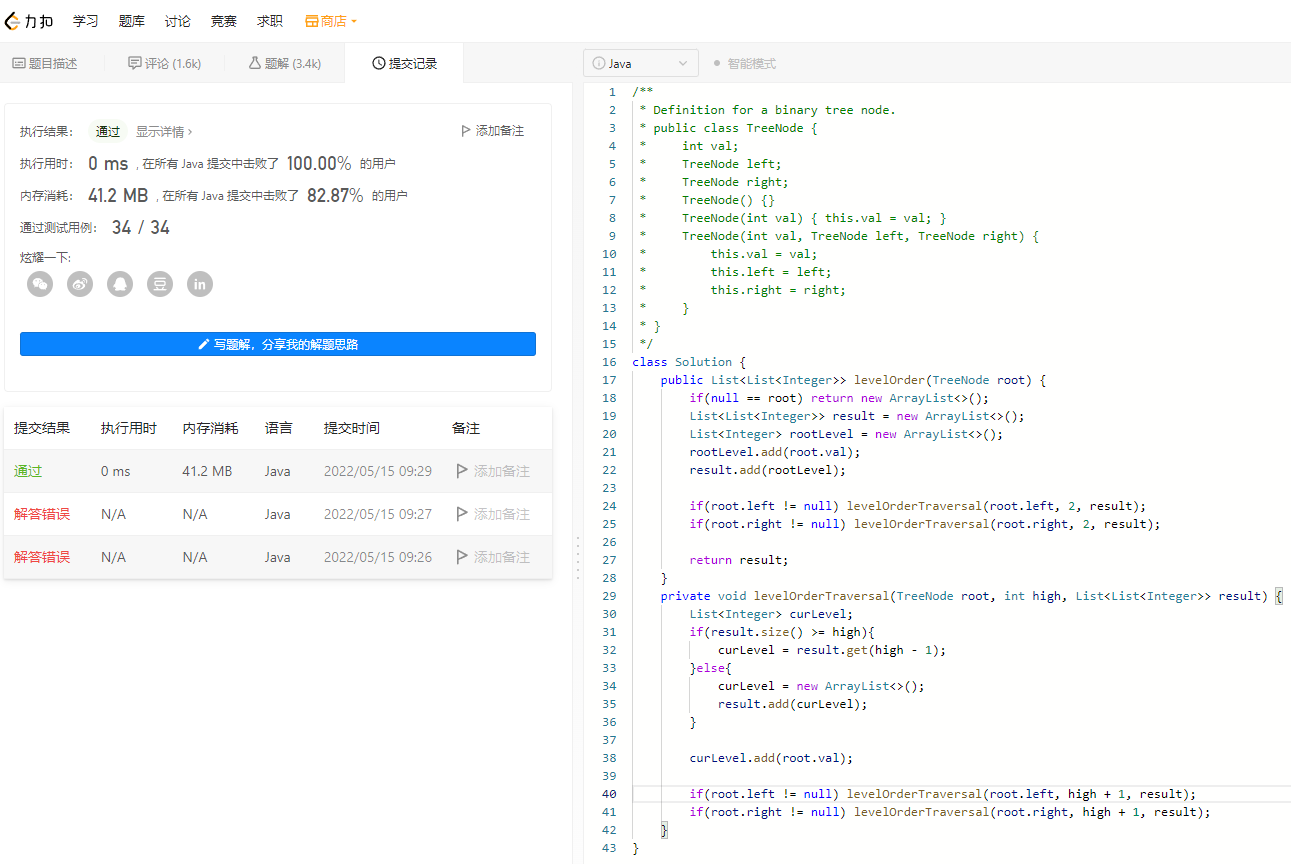 力扣 学习 题库 讨论 竞赛 求职 商店
题目描述 评论 (1.6k) 题解 (3.4k) 提交记录
执行结果： 通过 显示详情 › 添加备注
执行用时： 0 ms , 在所有 Java 提交中击败了 100.00% 的用户
内存消耗： 41.2 MB , 在所有 Java 提交中击败了 82.87% 的用户
通过测试用例： 34 / 34
炫耀一下:
in
写题解，分享我的解题思路
提交结果 执行用时 内存消耗 语言 提交时间 备注
通过 0 ms 41.2 MB Java 2022/05/15 09:29 添加备注
解答错误 N/A N/A Java 2022/05/15 09:27 添加备注
解答错误 N/A N/A Java 2022/05/15 09:26 添加备注
Java 智能模式
1 /**
2  * Definition for a binary tree node.
3  * public class TreeNode {
4  *     int val;
5  *     TreeNode left;
6  *     TreeNode right;
7  *     TreeNode() {}
8  *     TreeNode(int val) { this.val = val; }
9  *     TreeNode(int val, TreeNode left, TreeNode right) {
10  *         this.val = val;
11  *         this.left = left;
12  *         this.right = right;
13  *     }
14  * }
15  */
16 class Solution {
17     public List<List<Integer>> levelOrder(TreeNode root) {
18         if(null == root) return new ArrayList<>();
19         List<List<Integer>> result = new ArrayList<>();
20         List<Integer> rootLevel = new ArrayList<>();
21         rootLevel.add(root.val);
22         result.add(rootLevel);
23
24         if(root.left != null) levelOrderTraversal(root.left, 2, result);
25         if(root.right != null) levelOrderTraversal(root.right, 2, result);
26
27         return result;
28     }
29     private void levelOrderTraversal(TreeNode root, int high, List<List<Integer>> result) {
30         List<Integer> curLevel;
31         if(result.size() >= high){
32             curLevel = result.get(high - 1);
33         }else{
34             curLevel = new ArrayList<>();
35             result.add(curLevel);
36         }
37
38         curLevel.add(root.val);
39
40         if(root.left != null) levelOrderTraversal(root.left, high + 1, result);
41         if(root.right != null) levelOrderTraversal(root.right, high + 1, result);
42     }
43 }